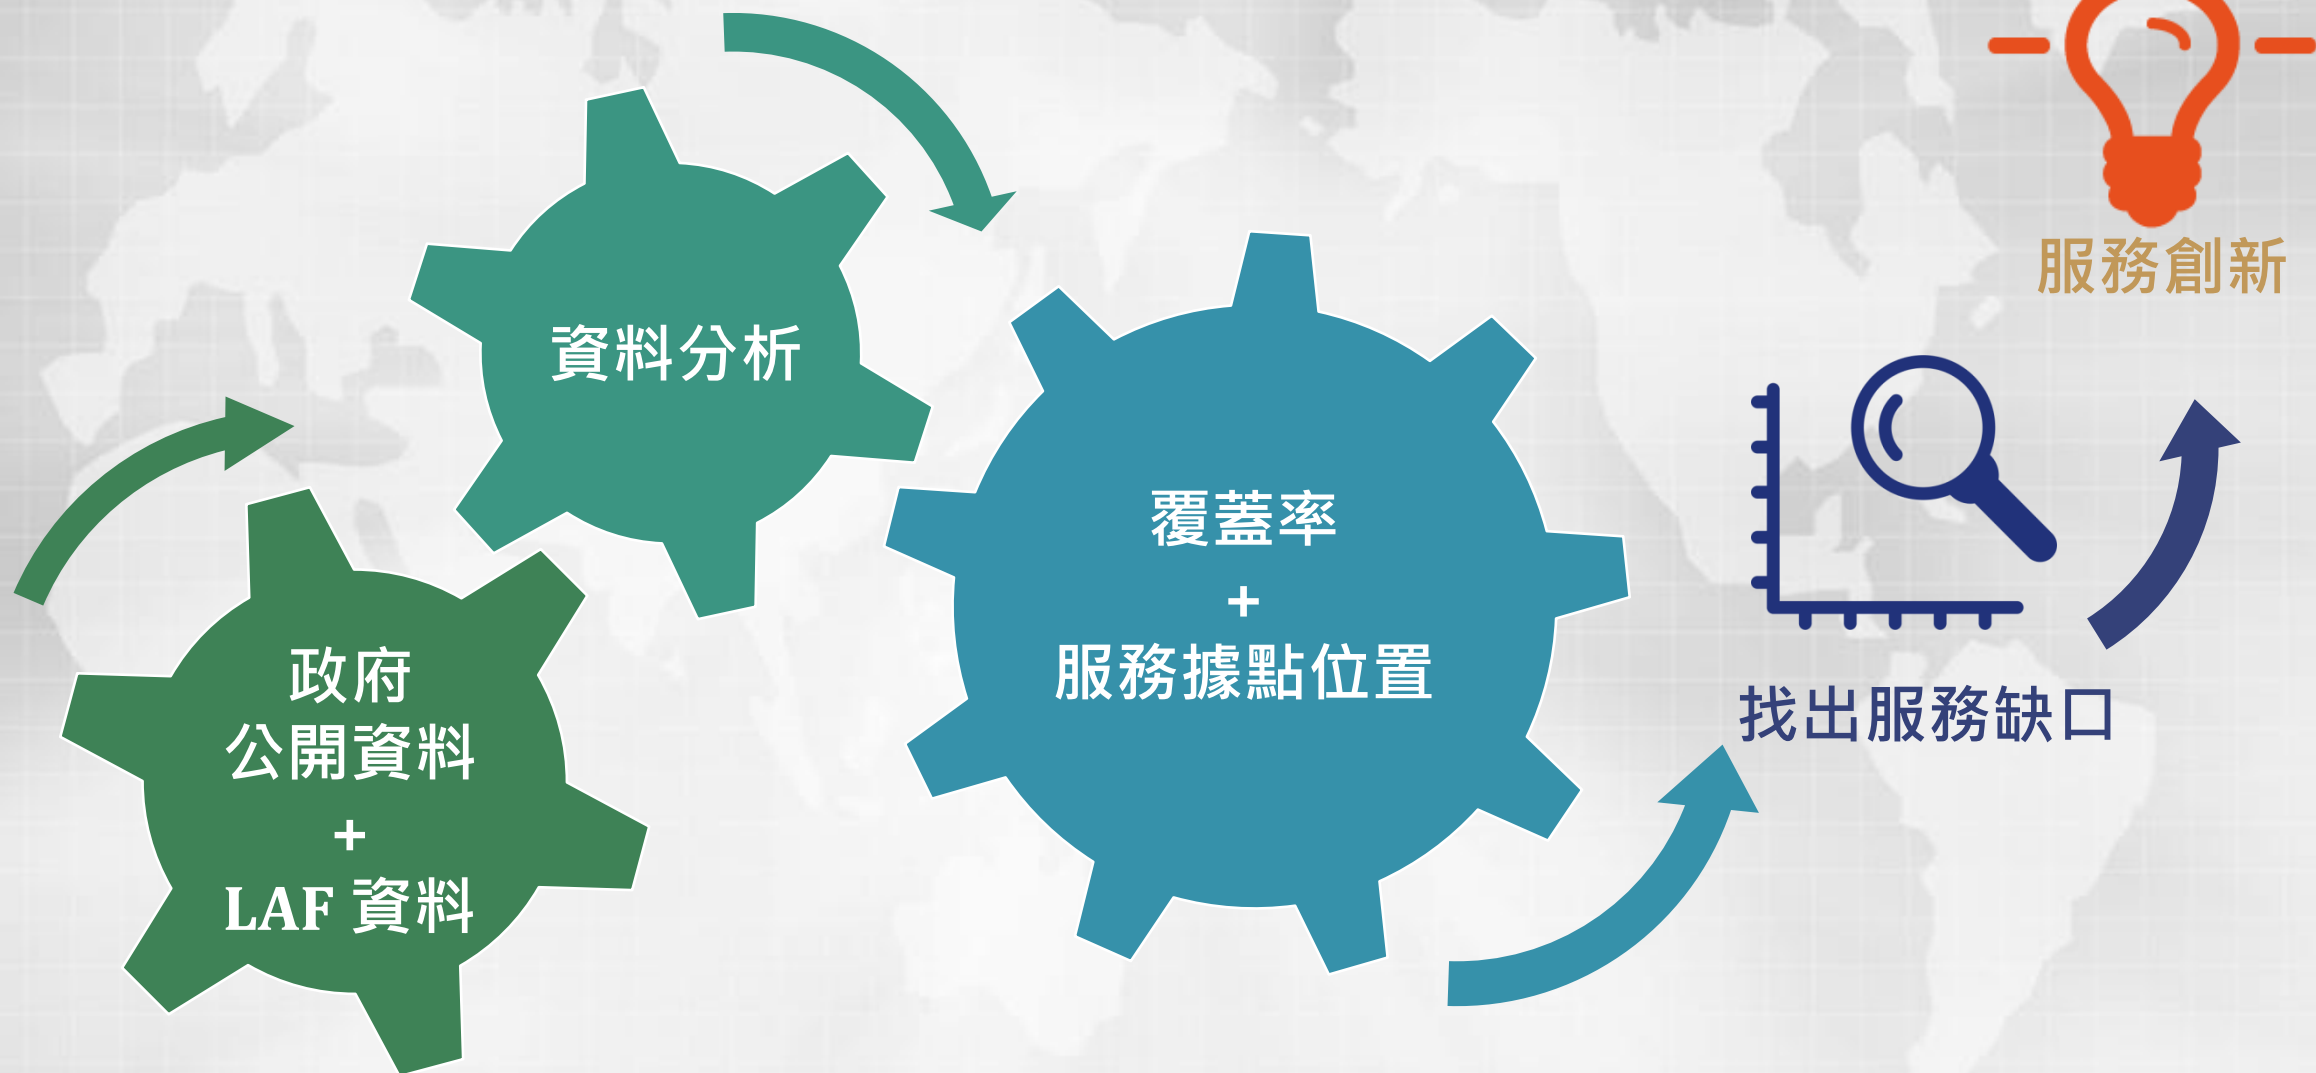 政府
公開資料
+
LAF 資料
資料分析
覆蓋率
+
服務據點位置
找出服務缺口
服務創新